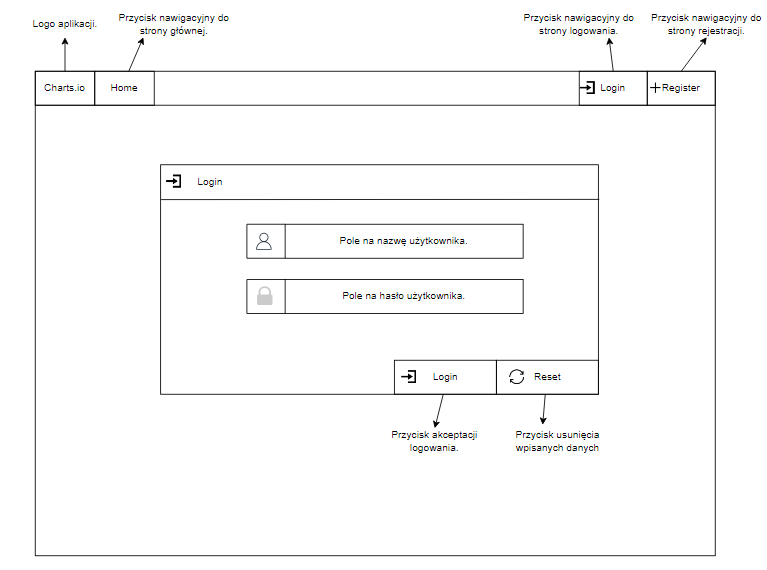 Logo aplikacji.
Przycisk nawigacyjny do
strony głównej.
Przycisk nawigacyjny do
strony logowania.
Przycisk nawigacyjny do
strony rejestracji.
Charts.io
Home
Login
Register
Login
Pole na nazwę użytkownika.
Pole na hasło użytkownika.
Login
Reset
Przycisk akceptacji
logowania.
Przycisk usunięcia
wpisanych danych